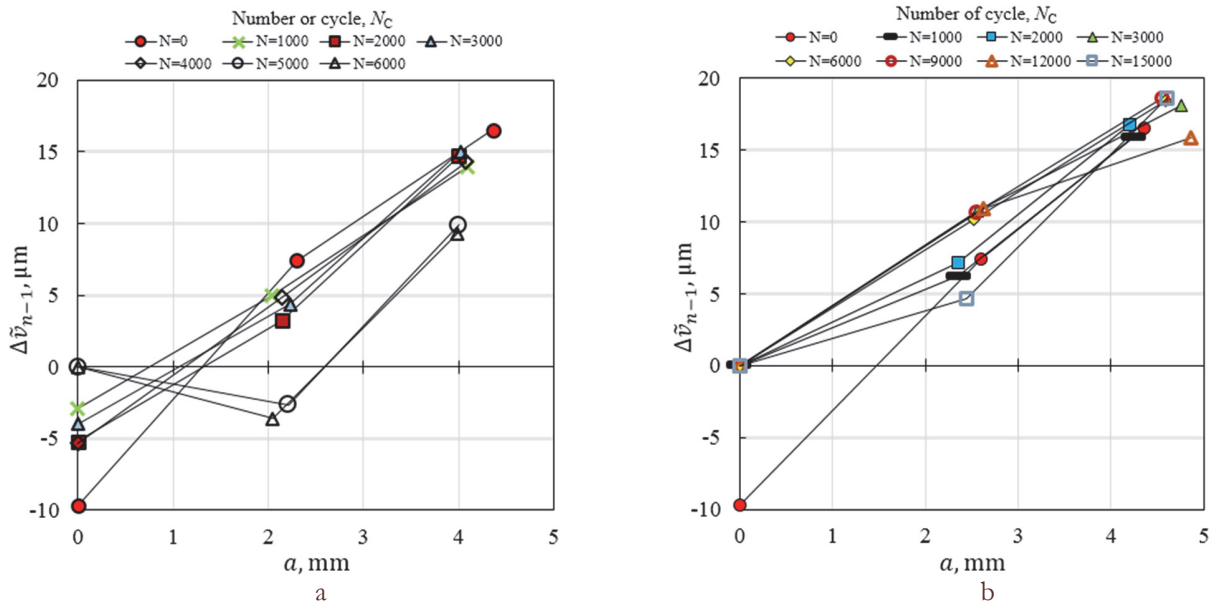 Number or cycle, N_C
N=0 N=1000 N=2000 N=3000
N=4000 N=5000 N=6000
20
15
10
5
0
-5
-10
Δṽₙ₋₁, μm
0 1 2 3 4 5
a, mm
a
Number of cycle, N_C
N=0 N=1000 N=2000 N=3000
N=6000 N=9000 N=12000 N=15000
20
15
10
5
0
-5
-10
Δṽₙ₋₁, μm
0 1 2 3 4 5
a, mm
b